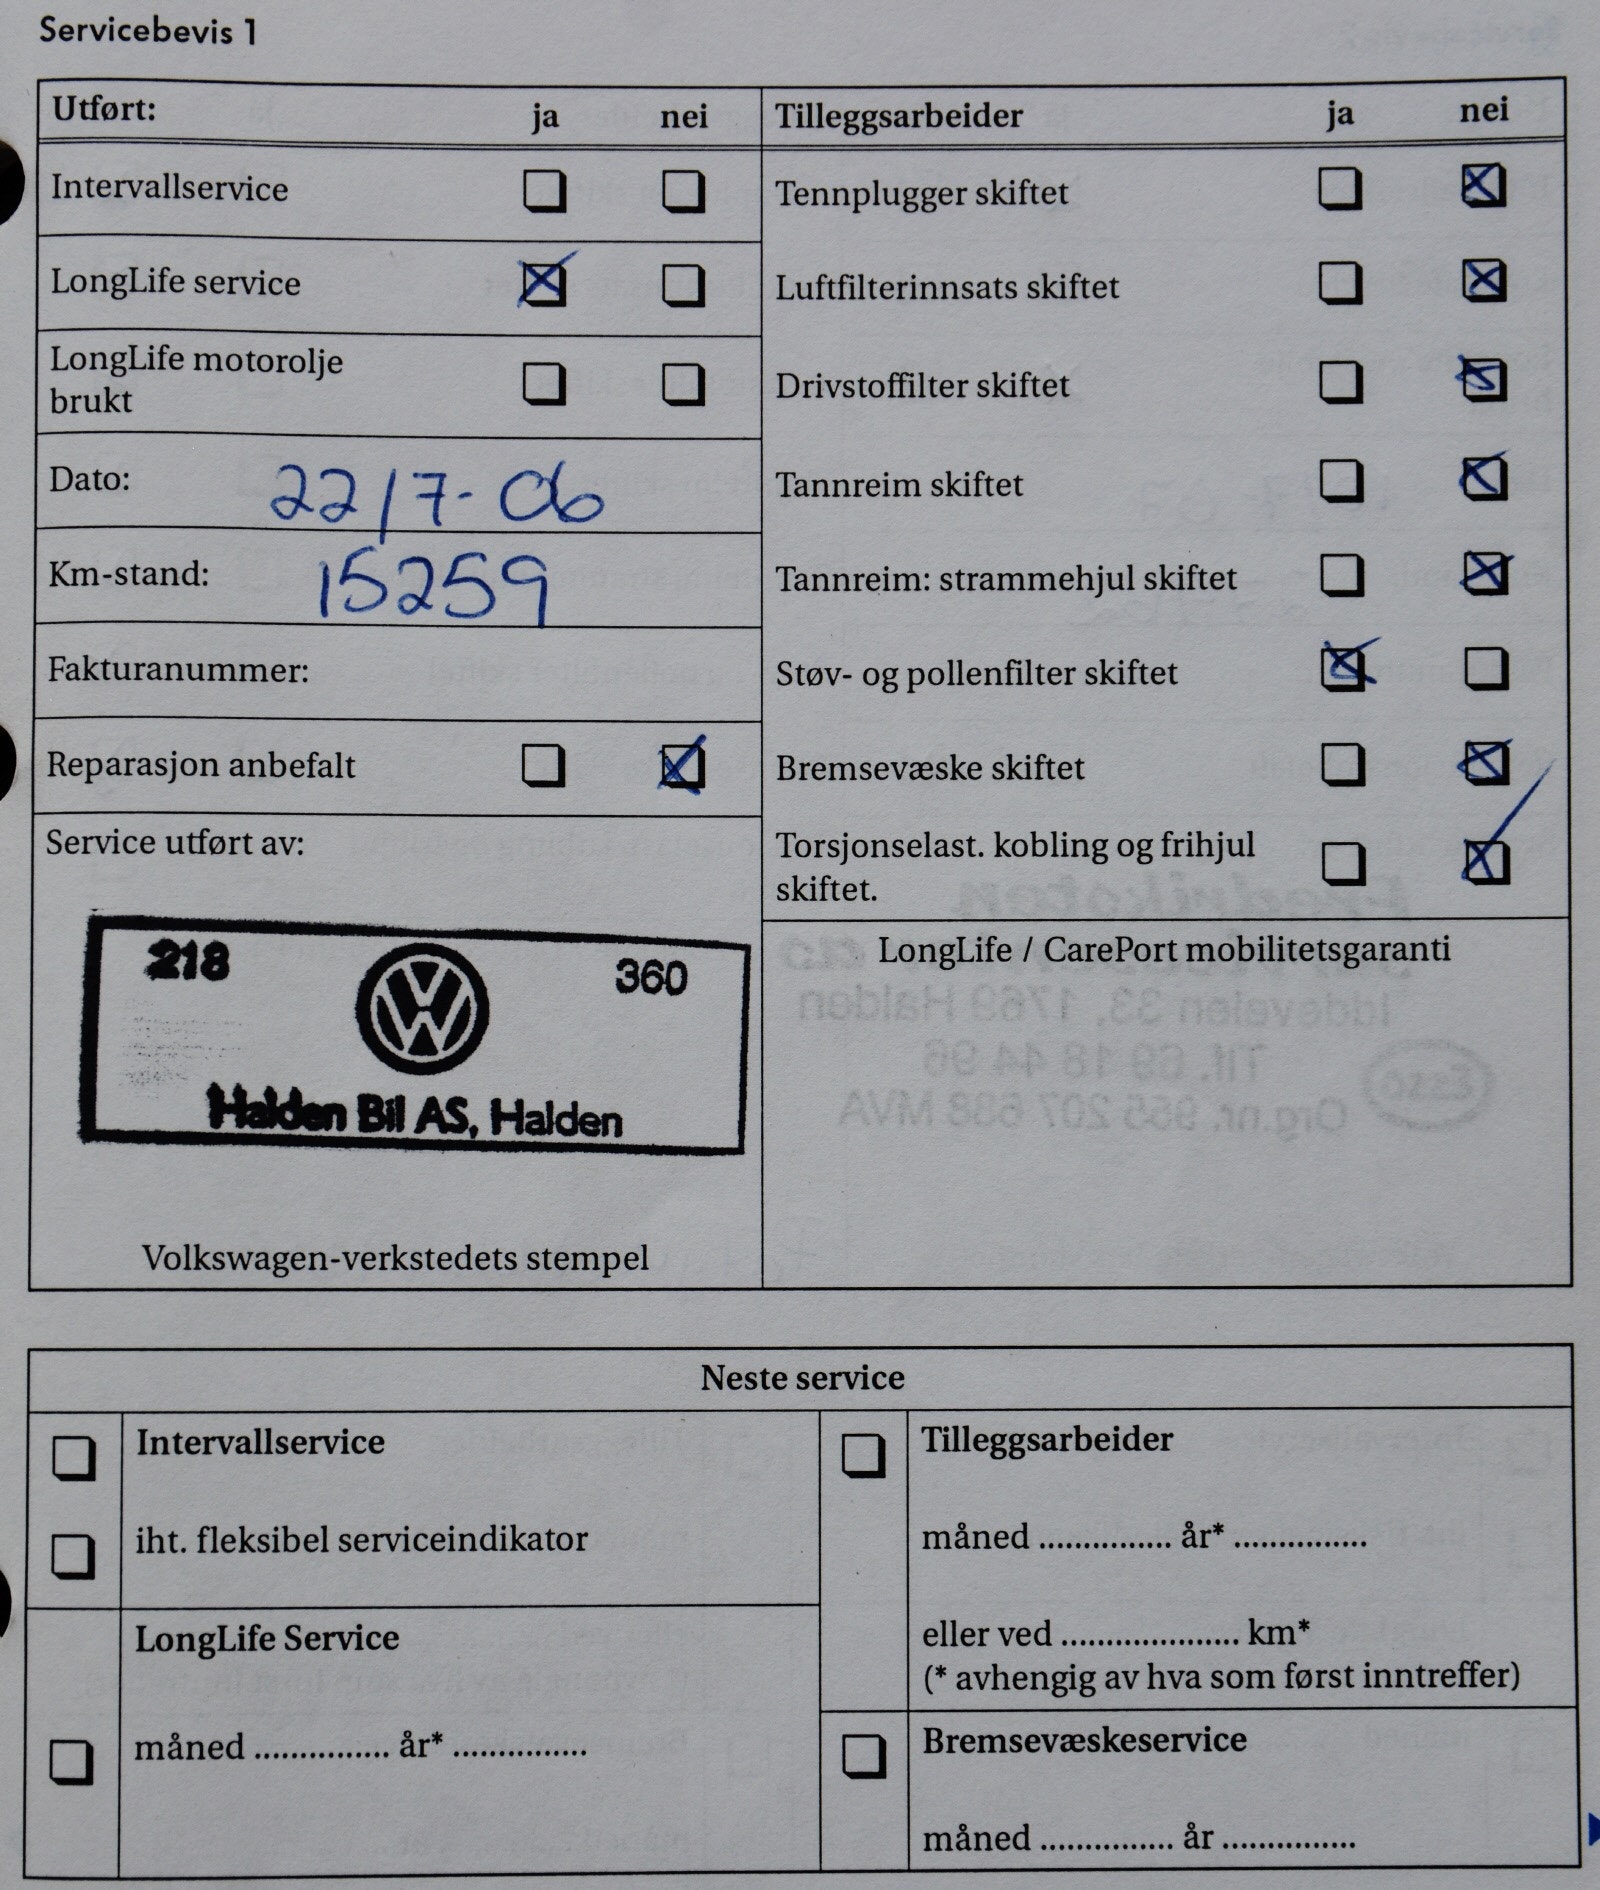 Servicebevis 1
Utført: ja nei
Intervallservice
LongLife service
LongLife motorolje
brukt
Dato: 22/7-06
Km-stand: 15259
Fakturanummer:
Reparasjon anbefalt
Service utført av:
218 360
Halden Bil AS, Halden
Volkswagen-verkstedets stempel
Tilleggsarbeider ja nei
Tennplugger skiftet
Luftfilterinnsats skiftet
Drivstoffilter skiftet
Tannreim skiftet
Tannreim: strammehjul skiftet
Støv- og pollenfilter skiftet
Bremsevæske skiftet
Torsjonselast. kobling og frihjul
skiftet.
LongLife / CarePort mobilitetsgaranti
Neste service
Intervallservice
iht. fleksibel serviceindikator
LongLife Service
måned ............... år* ...............
Tilleggsarbeider
måned ............... år* ...............
eller ved .................... km*
(* avhengig av hva som først inntreffer)
Bremsevæskeservice
måned ............... år ...............